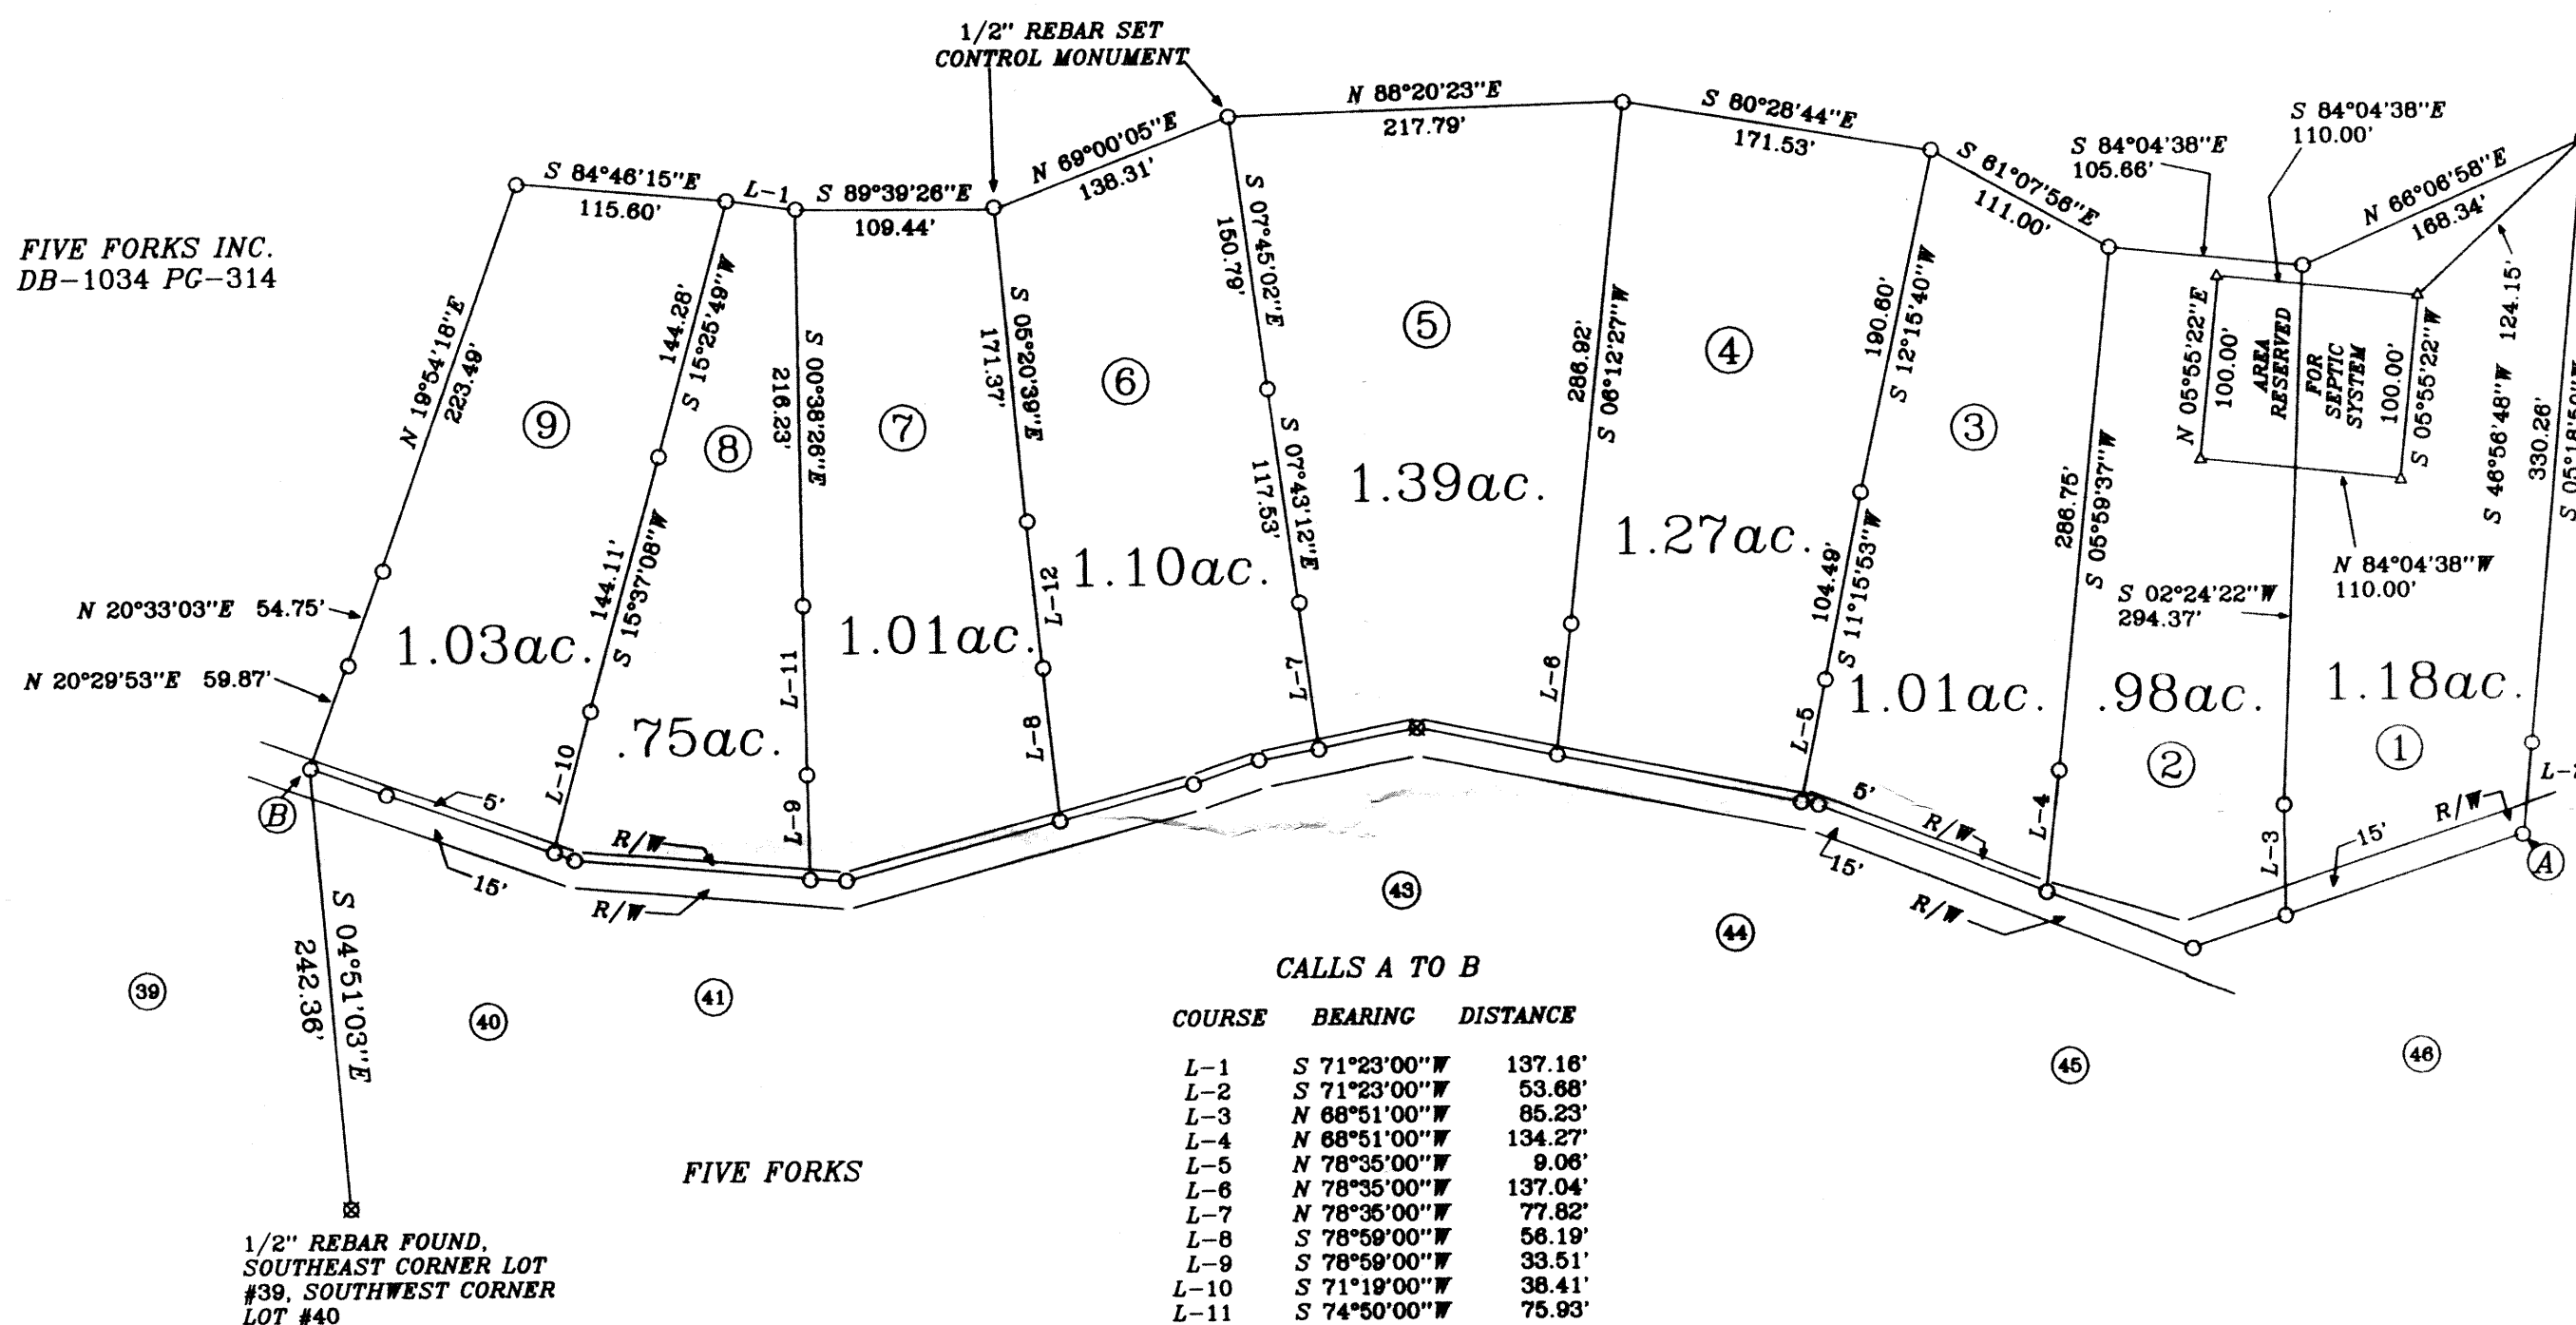 1/2" REBAR SET
CONTROL MONUMENT
FIVE FORKS INC.
DB-1034 PG-314
S 84°46'15"E
115.60'
L-1
S 89°39'26"E
109.44'
N 69°00'05"E
138.31'
N 88°20'23"E
217.79'
S 80°28'44"E
171.53'
S 61°07'56"E
111.00'
S 84°04'38"E
105.66'
S 84°04'38"E
110.00'
N 66°06'58"E
168.34'
N 19°54'18"E
223.49'
144.28'
S 15°25'49"W
216.23'
S 00°38'26"E
171.37'
S 05°20'39"E
150.79'
S 07°45'02"E
286.92'
S 06°12'27"W
190.60'
S 12°15'40"W
286.75'
S 05°59'37"W
N 05°55'22"E
100.00'
AREA
RESERVED
FOR
SEPTIC
SYSTEM
100.00'
S 05°55'22"W
S 46°56'48"W 124.15'
330.26'
9
8
7
6
5
4
3
N 20°33'03"E 54.75'
N 20°29'53"E 59.87'
144.11'
S 15°37'08"W
L-11
L-12
117.53'
S 07°43'12"E
104.49'
S 11°15'53"W
N 84°04'38"W
110.00'
S 02°24'22"W
294.37'
1.03ac.
.75ac.
1.01ac.
1.10ac.
1.39ac.
1.27ac.
1.01ac.
.98ac.
1.18ac.
2
1
L-10
L-9
L-8
L-7
L-6
L-5
L-4
L-3
B
A
5'
15'
R/W
R/W
5'
15'
R/W
R/W
15'
R/W
S 04°51'03"E
242.36'
39
40
41
43
44
45
46
FIVE FORKS
1/2" REBAR FOUND,
SOUTHEAST CORNER LOT
#39, SOUTHWEST CORNER
LOT #40
CALLS A TO B
COURSE BEARING DISTANCE
L-1 S 71°23'00"W 137.16'
L-2 S 71°23'00"W 53.68'
L-3 N 68°51'00"W 85.23'
L-4 N 68°51'00"W 134.27'
L-5 N 78°35'00"W 9.06'
L-6 N 78°35'00"W 137.04'
L-7 N 78°35'00"W 77.82'
L-8 S 78°59'00"W 56.19'
L-9 S 78°59'00"W 33.51'
L-10 S 71°19'00"W 38.41'
L-11 S 74°50'00"W 75.93'